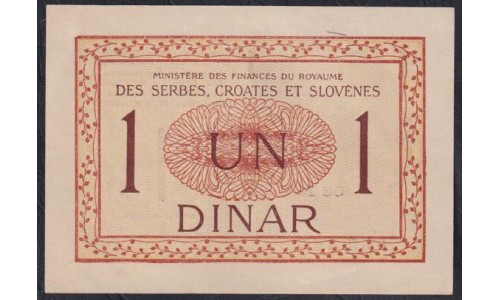 MINISTÈRE DES FINANCES DU ROYAUME
DES SERBES, CROATES ET SLOVÈNES
1 UN 1
DINAR